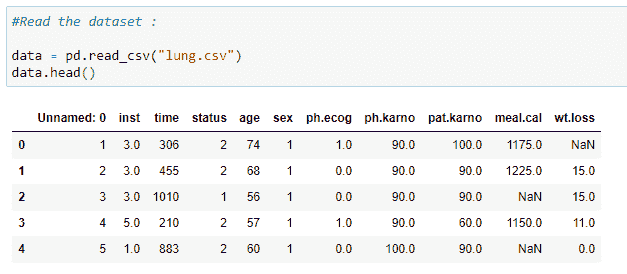 #Read the dataset :
data = pd.read_csv("lung.csv")
data.head()
Unnamed: 0 inst time status age sex ph.ecog ph.karno pat.karno meal.cal wt.loss
0 1 3.0 306 2 74 1 1.0 90.0 100.0 1175.0 NaN
1 2 3.0 455 2 68 1 0.0 90.0 90.0 1225.0 15.0
2 3 3.0 1010 1 56 1 0.0 90.0 90.0 NaN 15.0
3 4 5.0 210 2 57 1 1.0 90.0 60.0 1150.0 11.0
4 5 1.0 883 2 60 1 0.0 100.0 90.0 NaN 0.0